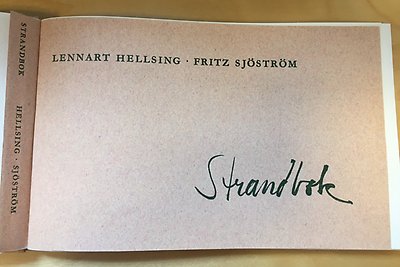 STRANDBOK
HELLSING · SJÖSTRÖM
LENNART HELLSING · FRITZ SJÖSTRÖM
Strandbok